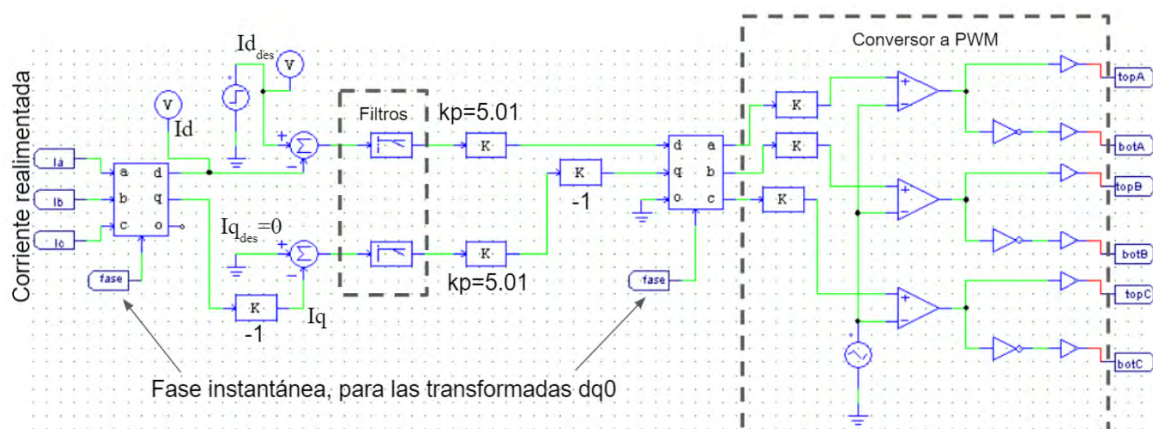 Conversor a PWM
Id des
V
V
Filtros
kp=5.01
topA
K
Corriente realimentada
Id
Σ
K
K
botA
Ia
a d
d a
K
topB
Ib
b q
q b
-1
K
Ic
c o
o c
Iq des=0
Σ
K
botB
fase
kp=5.01
fase
topC
K
Iq
-1
botC
Fase instantánea, para las transformadas dq0